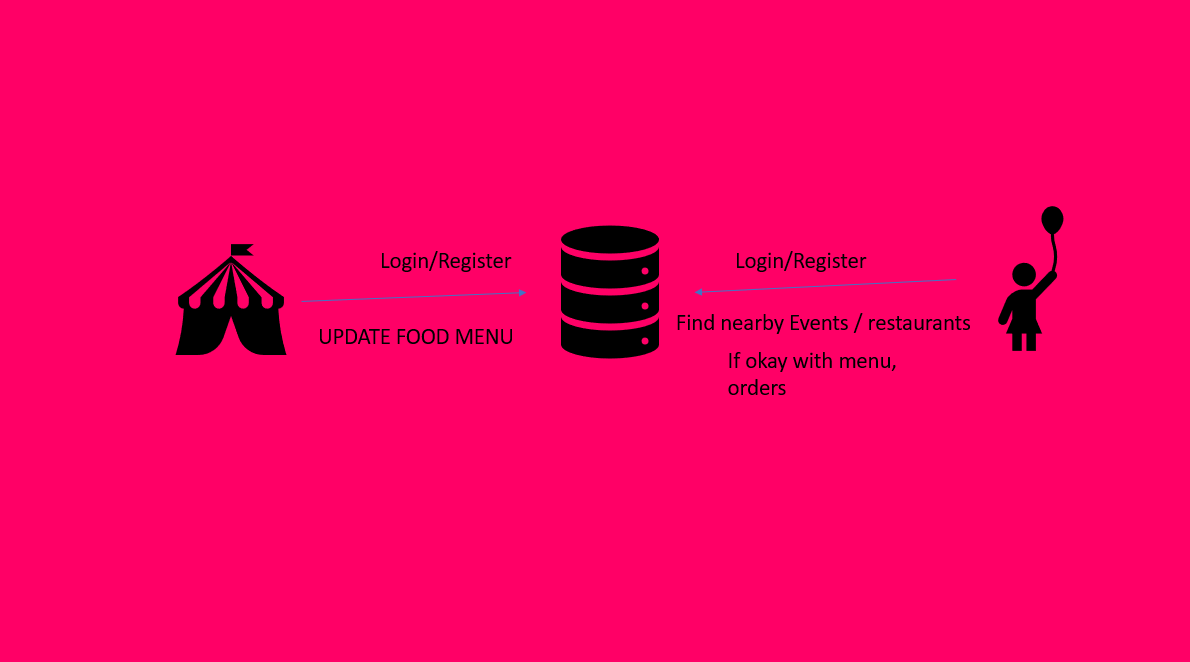 Login/Register
UPDATE FOOD MENU
Login/Register
Find nearby Events / restaurants
If okay with menu,
orders